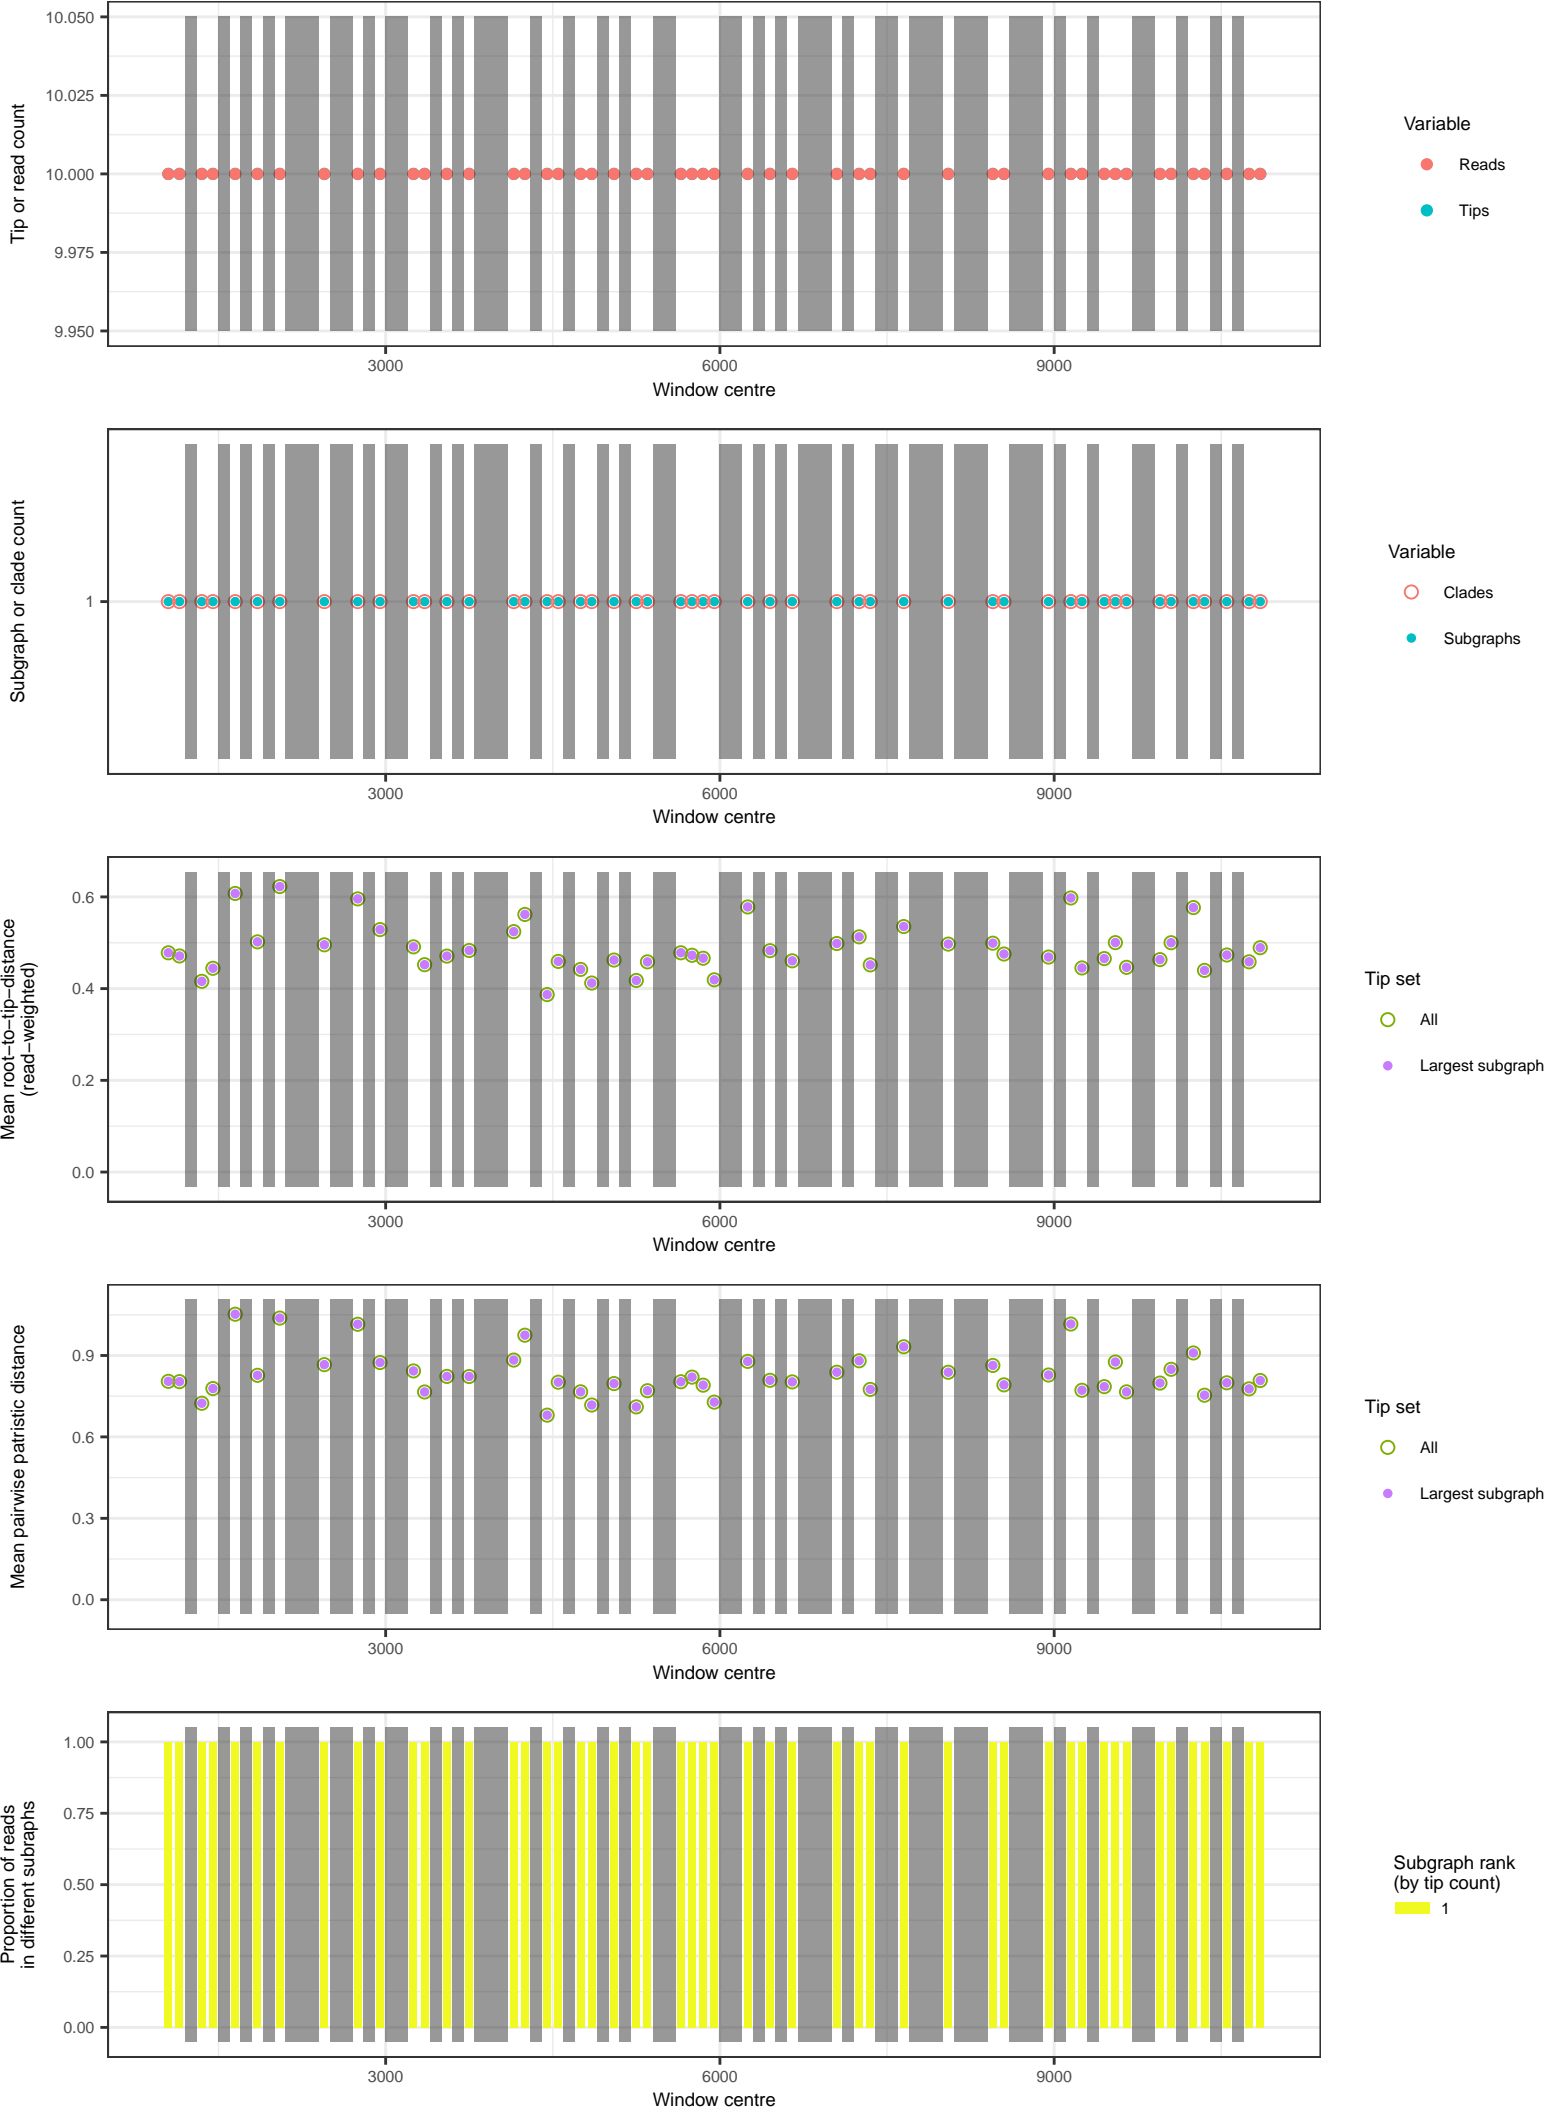 10.050
10.025
10.000
9.975
9.950
Tip or read count
3000
6000
9000
Window centre
Variable
Reads
Tips
1
Subgraph or clade count
3000
6000
9000
Window centre
Variable
Clades
Subgraphs
0.6
0.4
0.2
0.0
Mean root−to−tip−distance
(read−weighted)
3000
6000
9000
Window centre
Tip set
All
Largest subgraph
0.9
0.6
0.3
0.0
Mean pairwise patristic distance
3000
6000
9000
Window centre
Tip set
All
Largest subgraph
1.00
0.75
0.50
0.25
0.00
Proportion of reads
in different subraphs
3000
6000
9000
Window centre
Subgraph rank
(by tip count)
1